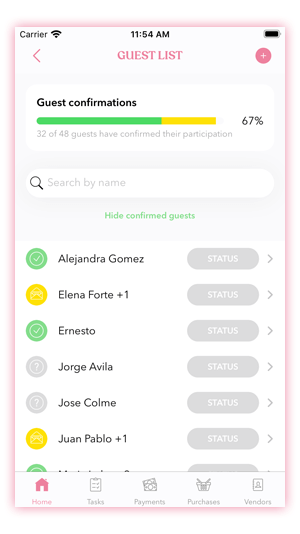 Carrier 11:54 AM
GUEST LIST
Guest confirmations
67%
32 of 48 guests have confirmed their participation
Search by name
Hide confirmed guests
Alejandra Gomez STATUS
Elena Forte +1 STATUS
Ernesto STATUS
Jorge Avila STATUS
Jose Colme STATUS
Juan Pablo +1 STATUS
Home Tasks Payments Purchases Vendors